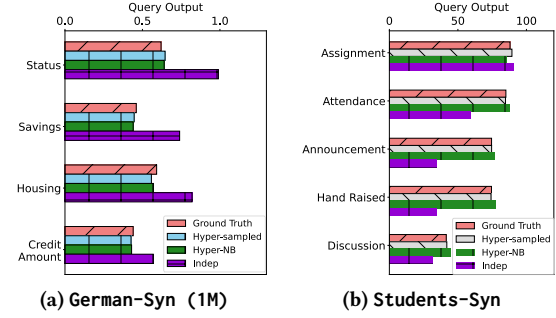 Query Output
0.0 0.5 1.0
Status
Savings
Housing
Credit
Amount
Ground Truth
Hyper-sampled
Hyper-NB
Indep
(a) German-Syn (1M)
Query Output
0 50 100
Assignment
Attendance
Announcement
Hand Raised
Discussion
Ground Truth
Hyper-sampled
Hyper-NB
Indep
(b) Students-Syn